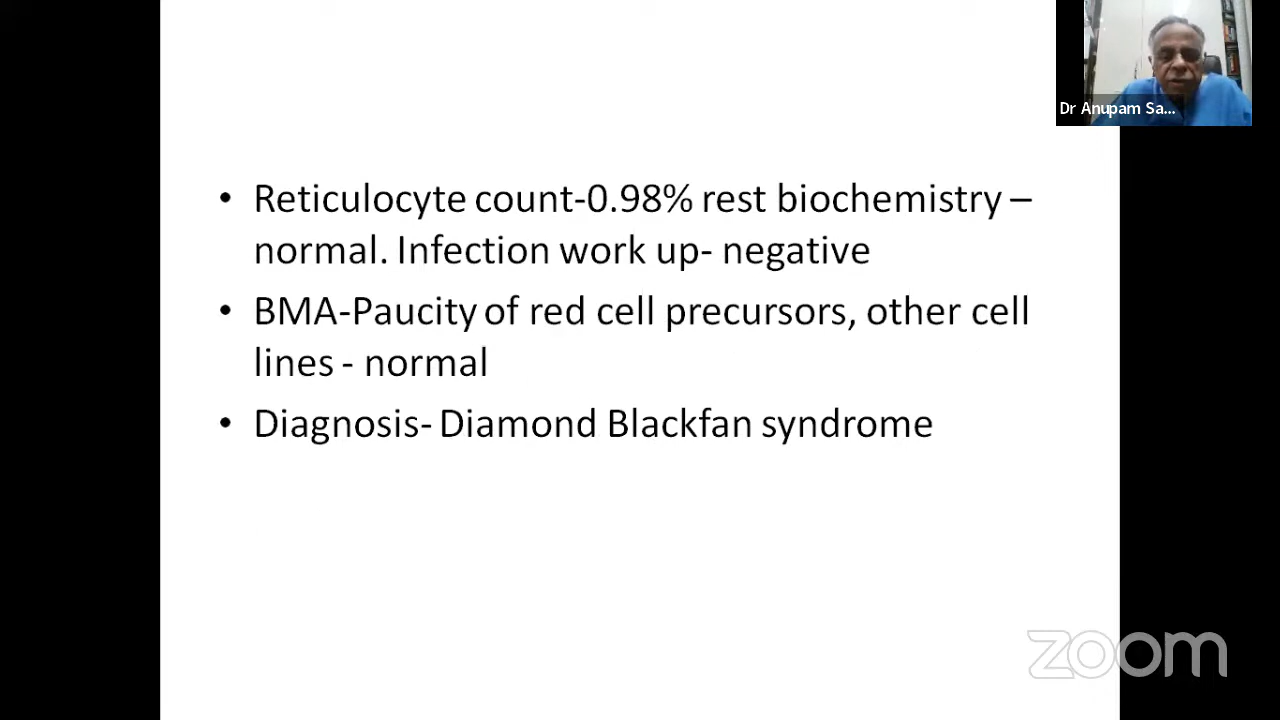 Dr Anupam Sa...
• Reticulocyte count-0.98% rest biochemistry –
normal. Infection work up- negative
• BMA-Paucity of red cell precursors, other cell
lines - normal
• Diagnosis- Diamond Blackfan syndrome
zoom